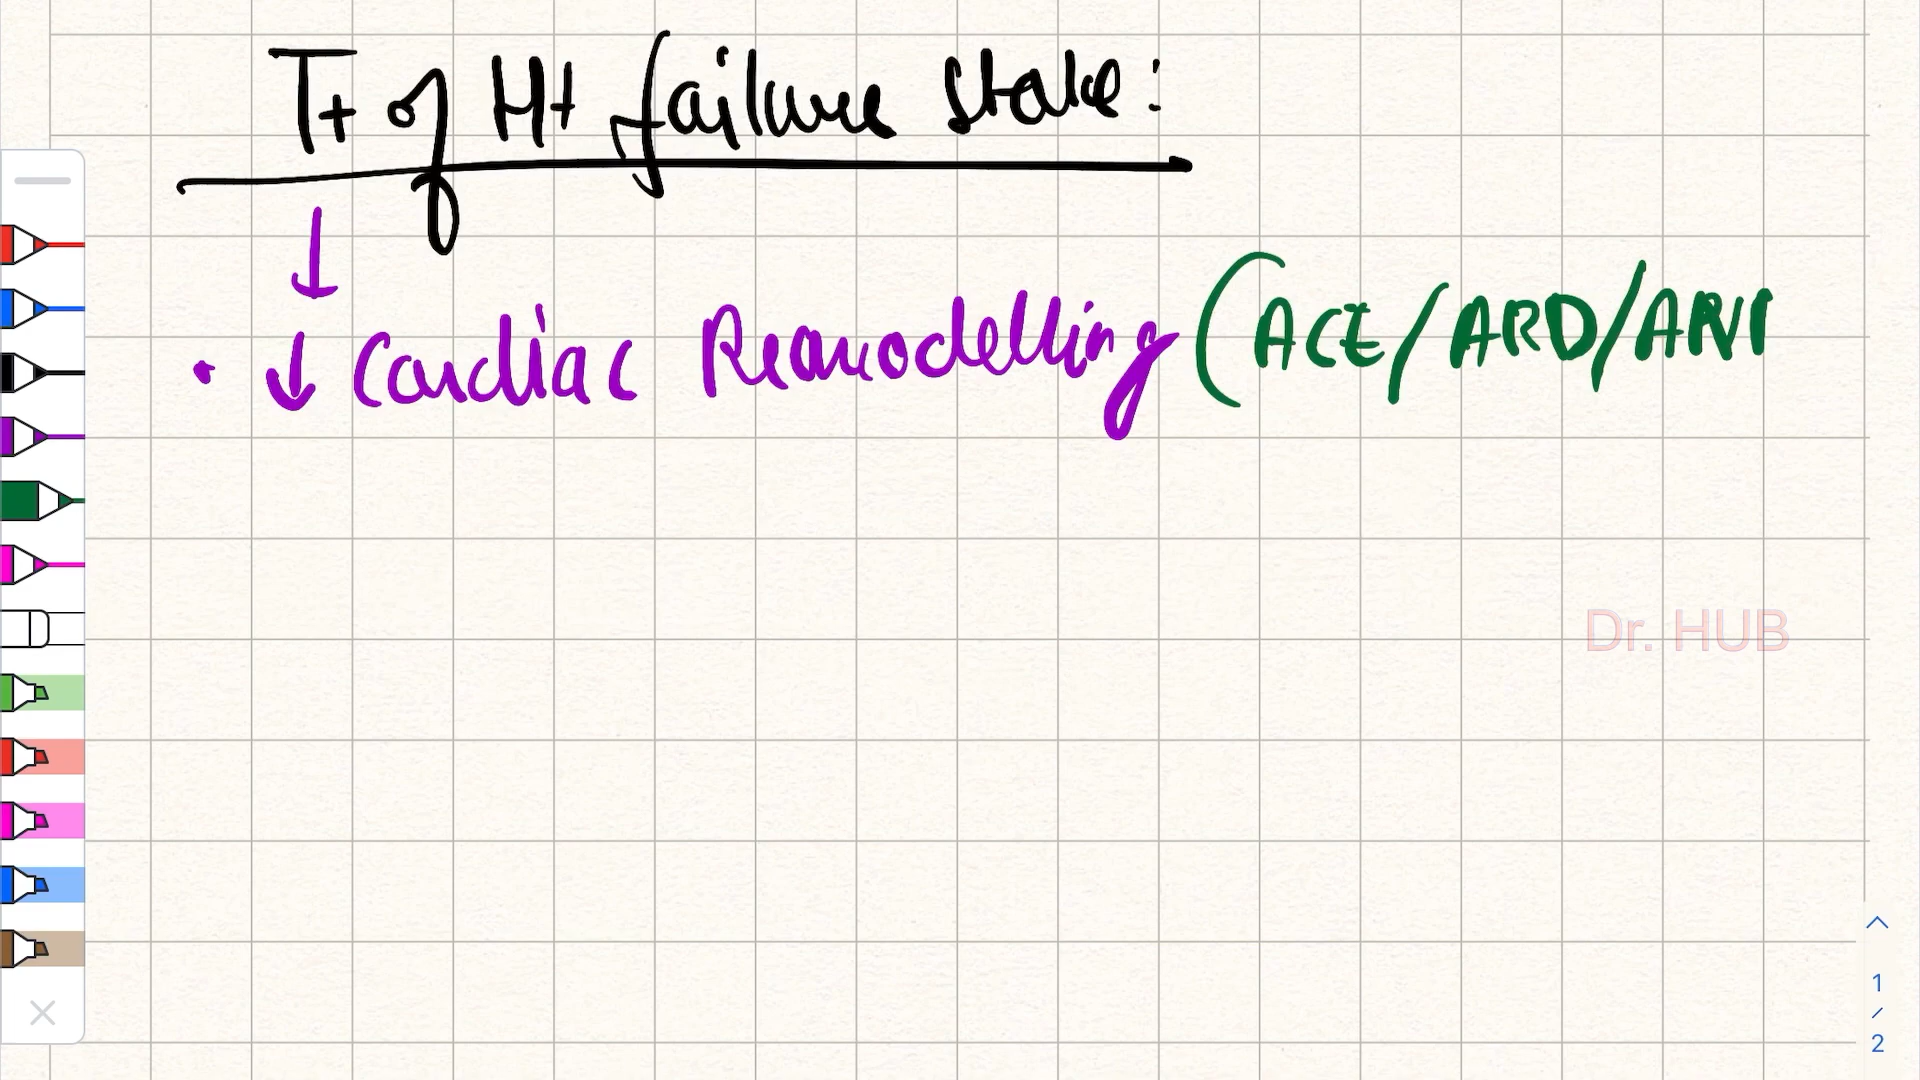 Tt of Ht failure state:
↓
• ↓ Cardiac Remodelling (ACE/ARB/ARNI
Dr. HUB
1
/
2